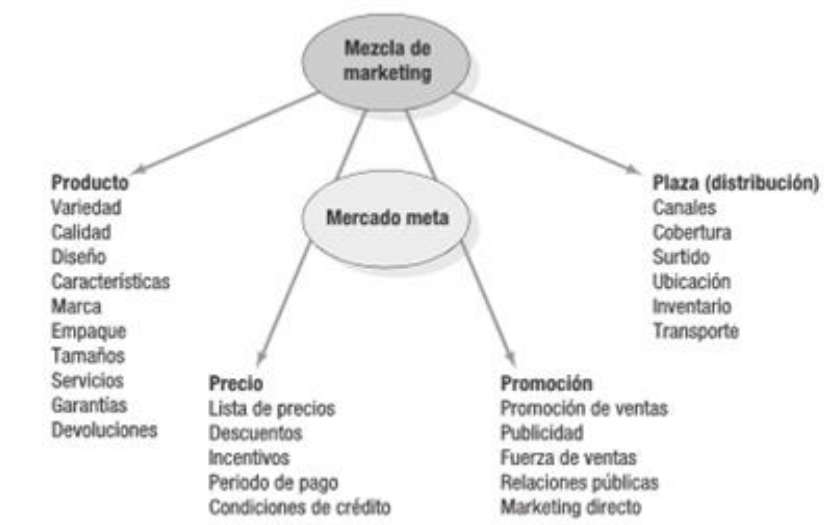 Mezcla de
marketing
Mercado meta
Producto
Variedad
Calidad
Diseño
Características
Marca
Empaque
Tamaños
Servicios
Garantías
Devoluciones
Precio
Lista de precios
Descuentos
Incentivos
Periodo de pago
Condiciones de crédito
Promoción
Promoción de ventas
Publicidad
Fuerza de ventas
Relaciones públicas
Marketing directo
Plaza (distribución)
Canales
Cobertura
Surtido
Ubicación
Inventario
Transporte